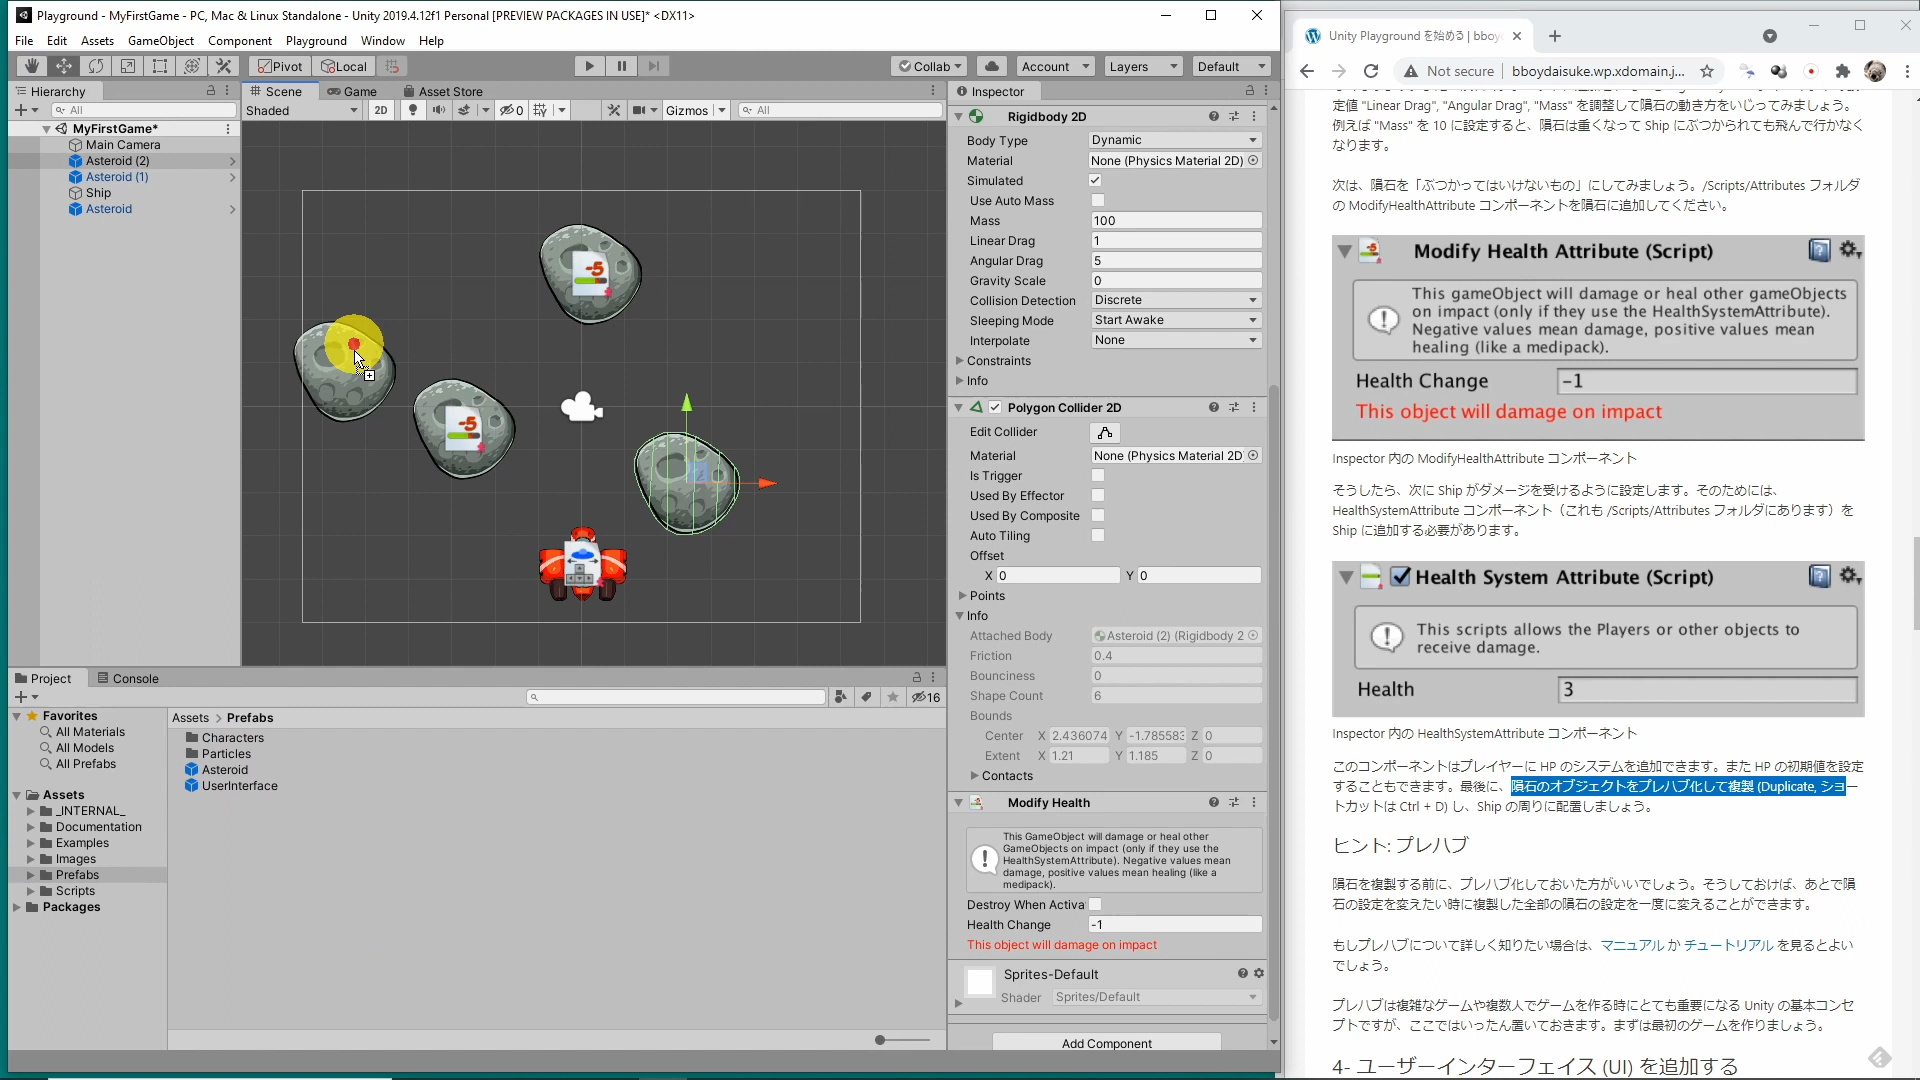 Playground - MyFirstGame - PC, Mac & Linux Standalone - Unity 2019.4.12f1 Personal [PREVIEW PACKAGES IN USE]* <DX11>
File Edit Assets GameObject Component Playground Window Help
Pivot Local Collab Account Layers Default
Hierarchy
All
MyFirstGame*
Main Camera
Asteroid (2)
Asteroid (1)
Ship
Asteroid
Scene Game Asset Store
Shaded 2D 0 Gizmos All
-5
-5
Inspector
Rigidbody 2D
Body Type Dynamic
Material None (Physics Material 2D)
Simulated
Use Auto Mass
Mass 100
Linear Drag 1
Angular Drag 5
Gravity Scale 0
Collision Detection Discrete
Sleeping Mode Start Awake
Interpolate None
Constraints
Info
Polygon Collider 2D
Edit Collider
Material None (Physics Material 2D
Is Trigger
Used By Effector
Used By Composite
Auto Tiling
Offset
X 0 Y 0
Points
Info
Attached Body Asteroid (2) (Rigidbody 2
Friction 0.4
Bounciness 0
Shape Count 6
Bounds
Center X 2.436074 Y -1.785583 Z 0
Extent X 1.21 Y 1.185 Z 0
Contacts
Modify Health
This GameObject will damage or heal other
GameObjects on impact (only if they use the
HealthSystemAttribute). Negative values mean
damage, positive values mean healing (like a
medipack).
Destroy When Activa
Health Change -1
This object will damage on impact
Sprites-Default
Shader Sprites/Default
Add Component
Project Console
16
Favorites
All Materials
All Models
All Prefabs
Assets
_INTERNAL_
Documentation
Examples
Images
Prefabs
Scripts
Packages
Assets > Prefabs
Characters
Particles
Asteroid
UserInterface
Unity Playground を始める | bboy
Not secure | bboydaisuke.wp.xdomain.j...
定値 "Linear Drag", "Angular Drag", "Mass" を調整して隕石の動き方をいじってみましょう。
例えば "Mass" を 10 に設定すると、隕石は重くなって Ship にぶつかられても飛んで行かなく
なります。
次は、隕石を「ぶつかってはいけないもの」にしてみましょう。/Scripts/Attributes フォルダ
の ModifyHealthAttribute コンポーネントを隕石に追加してください。
Modify Health Attribute (Script)
This gameObject will damage or heal other gameObjects
on impact (only if they use the HealthSystemAttribute).
Negative values mean damage, positive values mean
healing (like a medipack).
Health Change -1
This object will damage on impact
Inspector 内の ModifyHealthAttribute コンポーネント
そうしたら、次に Ship がダメージを受けるように設定します。そのためには、
HealthSystemAttribute コンポーネント（これも /Scripts/Attributes フォルダにあります）を
Ship に追加する必要があります。
Health System Attribute (Script)
This scripts allows the Players or other objects to
receive damage.
Health 3
Inspector 内の HealthSystemAttribute コンポーネント
このコンポーネントはプレイヤーに HP のシステムを追加できます。また HP の初期値を設定
することもできます。最後に、隕石のオブジェクトをプレハブ化して複製 (Duplicate, ショー
トカットは Ctrl + D) し、Ship の周りに配置しましょう。
ヒント: プレハブ
隕石を複製する前に、プレハブ化しておいた方がいいでしょう。そうしておけば、あとで隕
石の設定を変えたい時に複製した全部の隕石の設定を一度に変えることができます。
もしプレハブについて詳しく知りたい場合は、マニュアル か チュートリアル を見るとよい
でしょう。
プレハブは複雑なゲームや複数人でゲームを作る時にとても重要になる Unity の基本コンセ
プトですが、ここではいったん置いておきます。まずは最初のゲームを作りましょう。
4- ユーザーインターフェイス (UI) を追加する